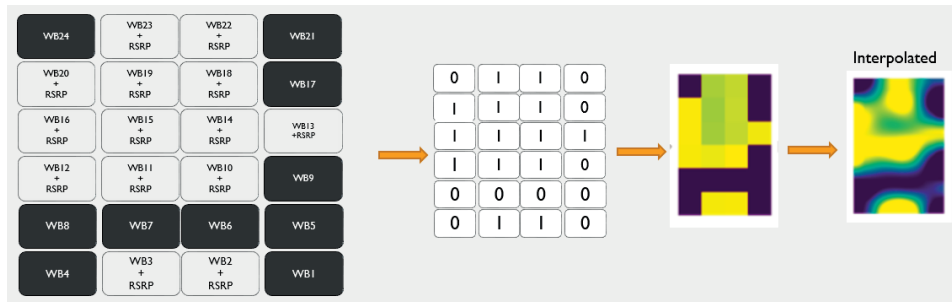 WB24
WB23
+
RSRP
WB22
+
RSRP
WB21
WB20
+
RSRP
WB19
+
RSRP
WB18
+
RSRP
WB17
WB16
+
RSRP
WB15
+
RSRP
WB14
+
RSRP
WB13
+RSRP
WB12
+
RSRP
WB11
+
RSRP
WB10
+
RSRP
WB9
WB8
WB7
WB6
WB5
WB4
WB3
+
RSRP
WB2
+
RSRP
WB1
0 1 1 0
1 1 1 0
1 1 1 1
1 1 1 0
0 0 0 0
0 1 1 0
Interpolated